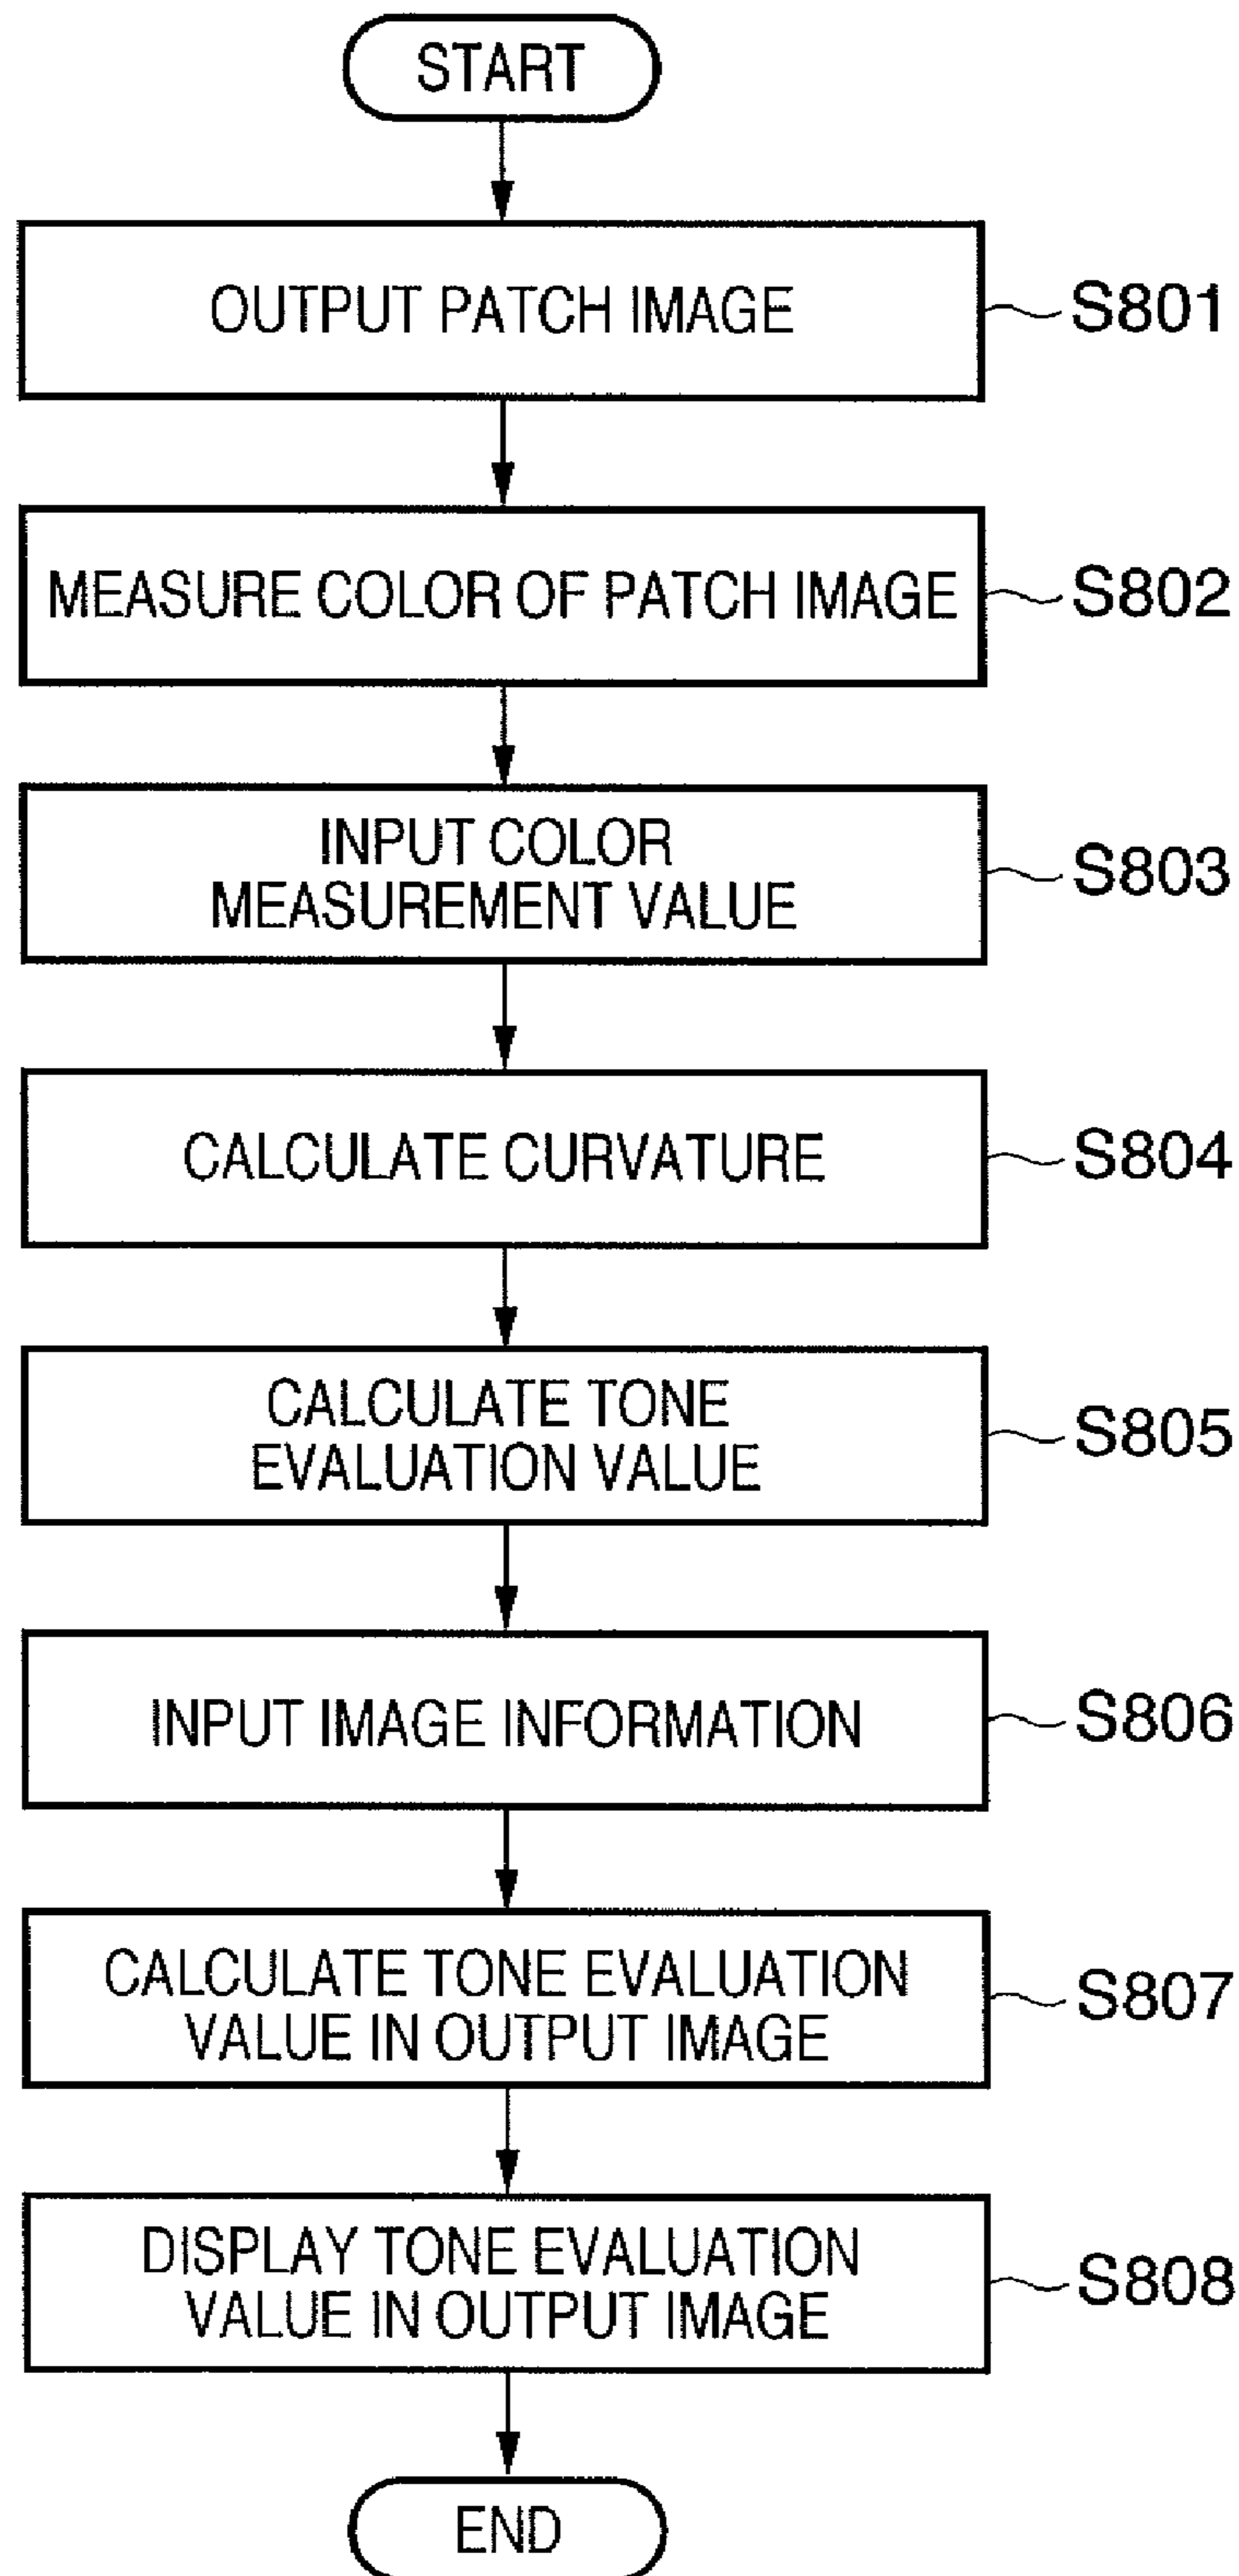 START
OUTPUT PATCH IMAGE
S801
MEASURE COLOR OF PATCH IMAGE
S802
INPUT COLOR
MEASUREMENT VALUE
S803
CALCULATE CURVATURE
S804
CALCULATE TONE
EVALUATION VALUE
S805
INPUT IMAGE INFORMATION
S806
CALCULATE TONE EVALUATION
VALUE IN OUTPUT IMAGE
S807
DISPLAY TONE EVALUATION
VALUE IN OUTPUT IMAGE
S808
END